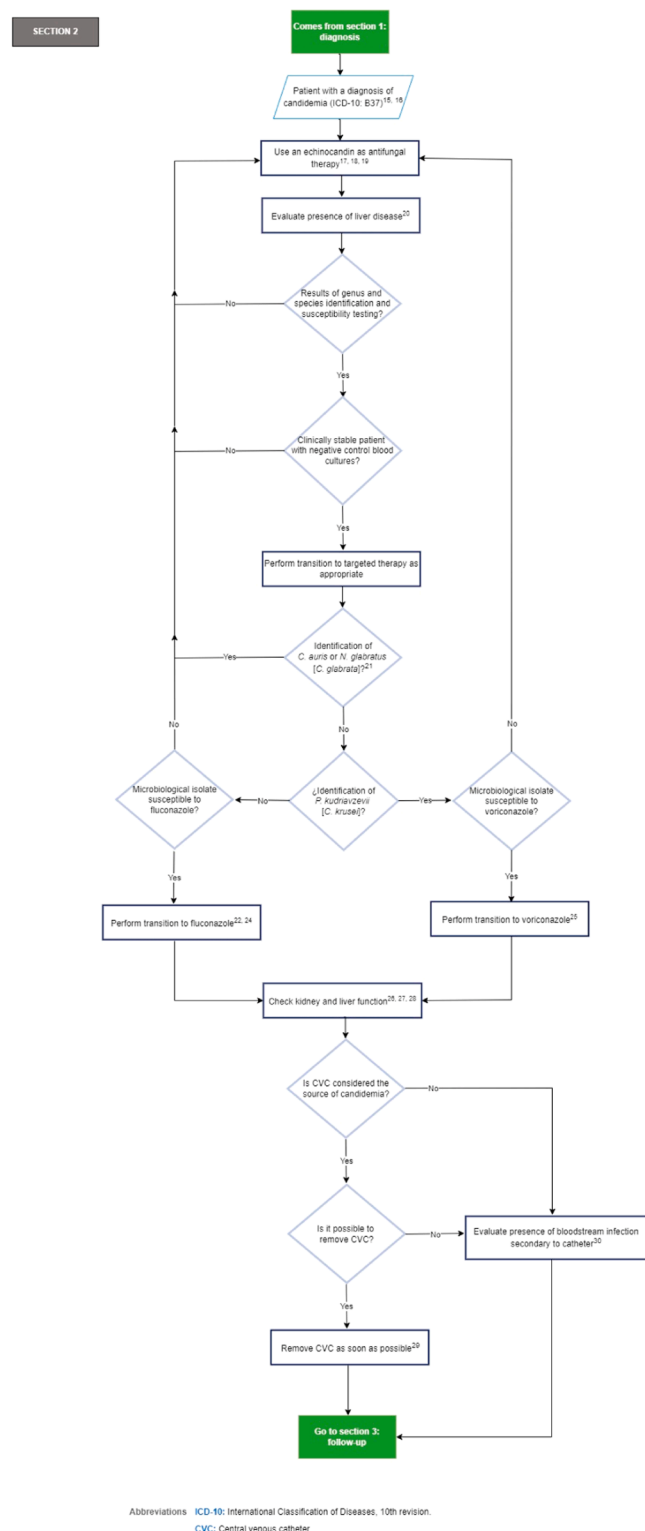 SECTION 2
Comes from section 1:
diagnosis
Patient with a diagnosis of
candidemia (ICD-10: B37)15, 16
Use an echinocandin as antifungal
therapy17, 18, 19
Evaluate presence of liver disease20
Results of genus and
species identification and
susceptibility testing?
No
Yes
Clinically stable patient
with negative control blood
cultures?
No
Yes
Perform transition to targeted therapy as
appropriate
Identification of
C. auris or N. glabratus
[C. glabrata]?21
Yes
No
No
No
Microbiological isolate
susceptible to
fluconazole?
No
¿Identification of
P. kudriavzevii
[C. krusei]?
Yes
Microbiological isolate
susceptible to
voriconazole?
Yes
Yes
Perform transition to fluconazole22, 24
Perform transition to voriconazole25
Check kidney and liver function26, 27, 28
Is CVC considered the
source of candidemia?
No
Yes
Is it possible to
remove CVC?
No
Evaluate presence of bloodstream infection
secondary to catheter30
Yes
Remove CVC as soon as possible29
Go to section 3:
follow-up
Abbreviations ICD-10: International Classification of Diseases, 10th revision.
CVC: Central venous catheter